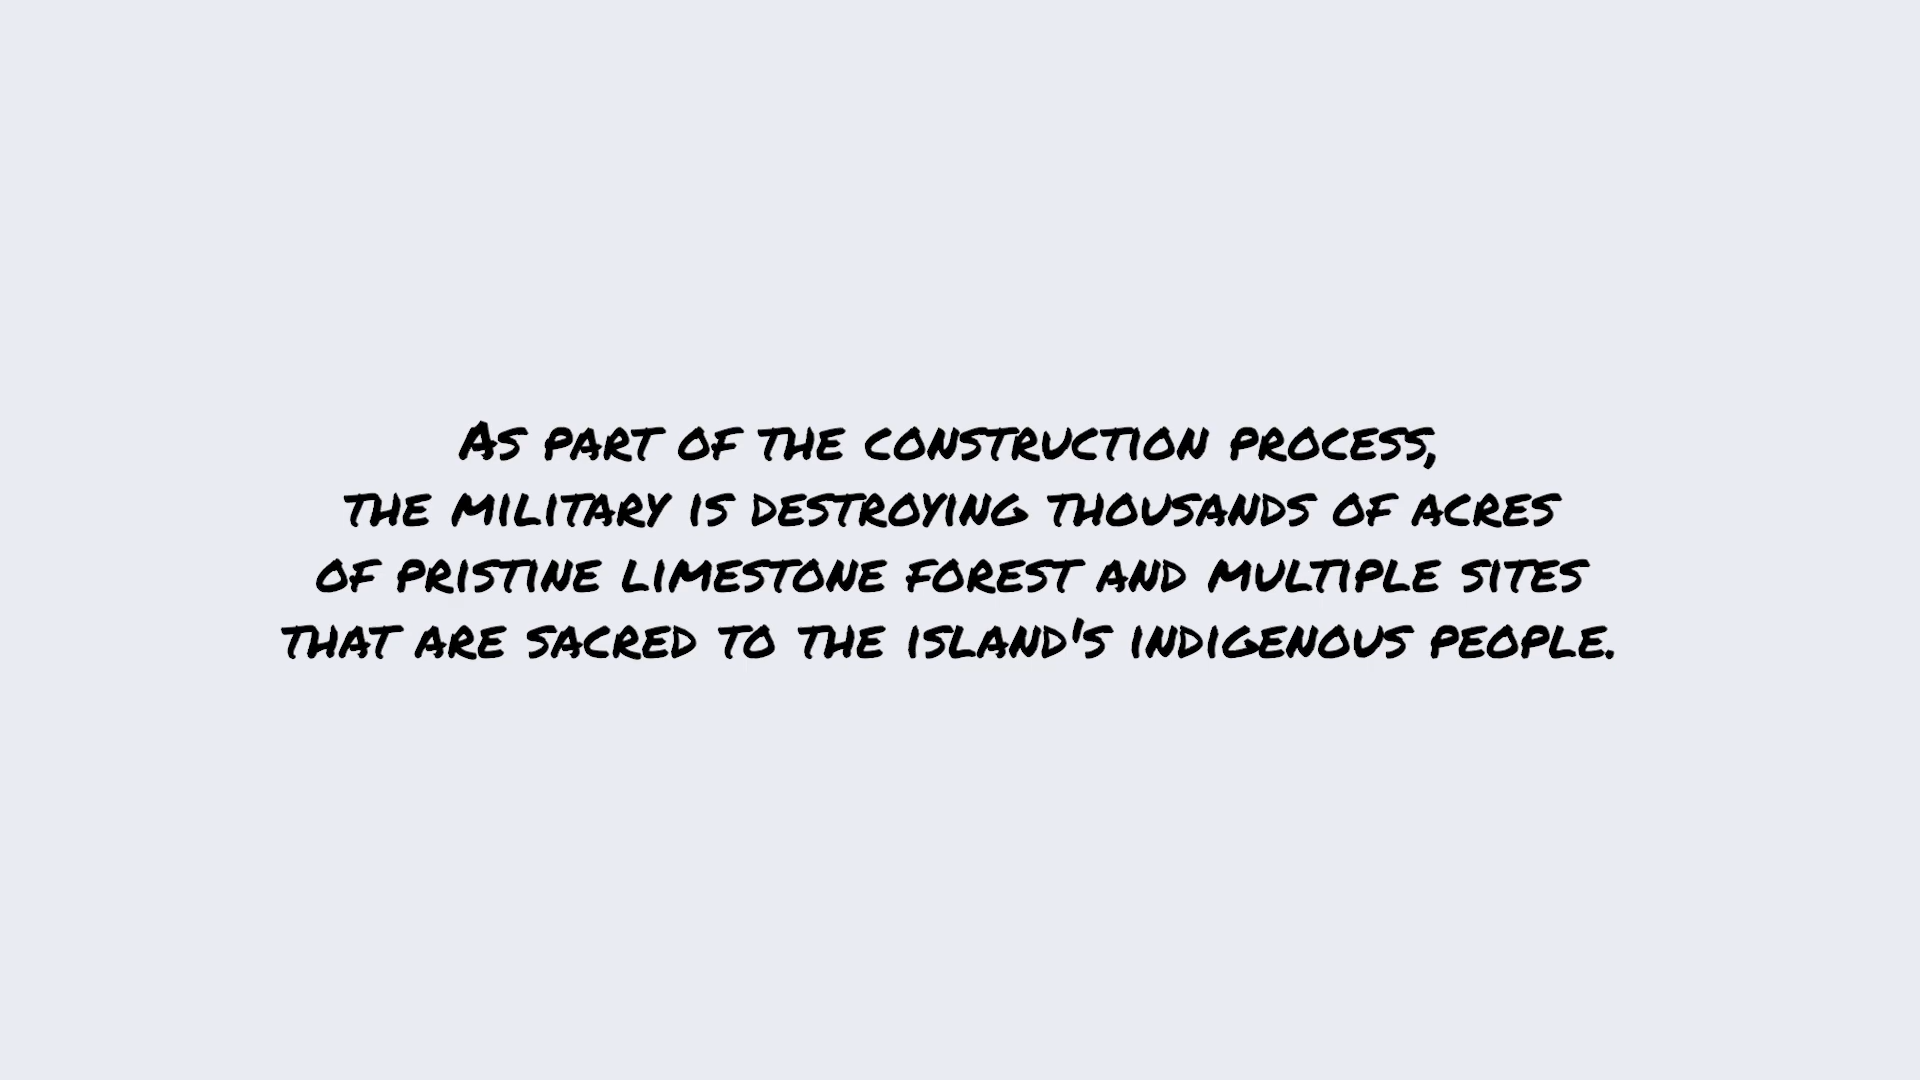 As part of the construction process,
the military is destroying thousands of acres
of pristine limestone forest and multiple sites
that are sacred to the island's indigenous people.